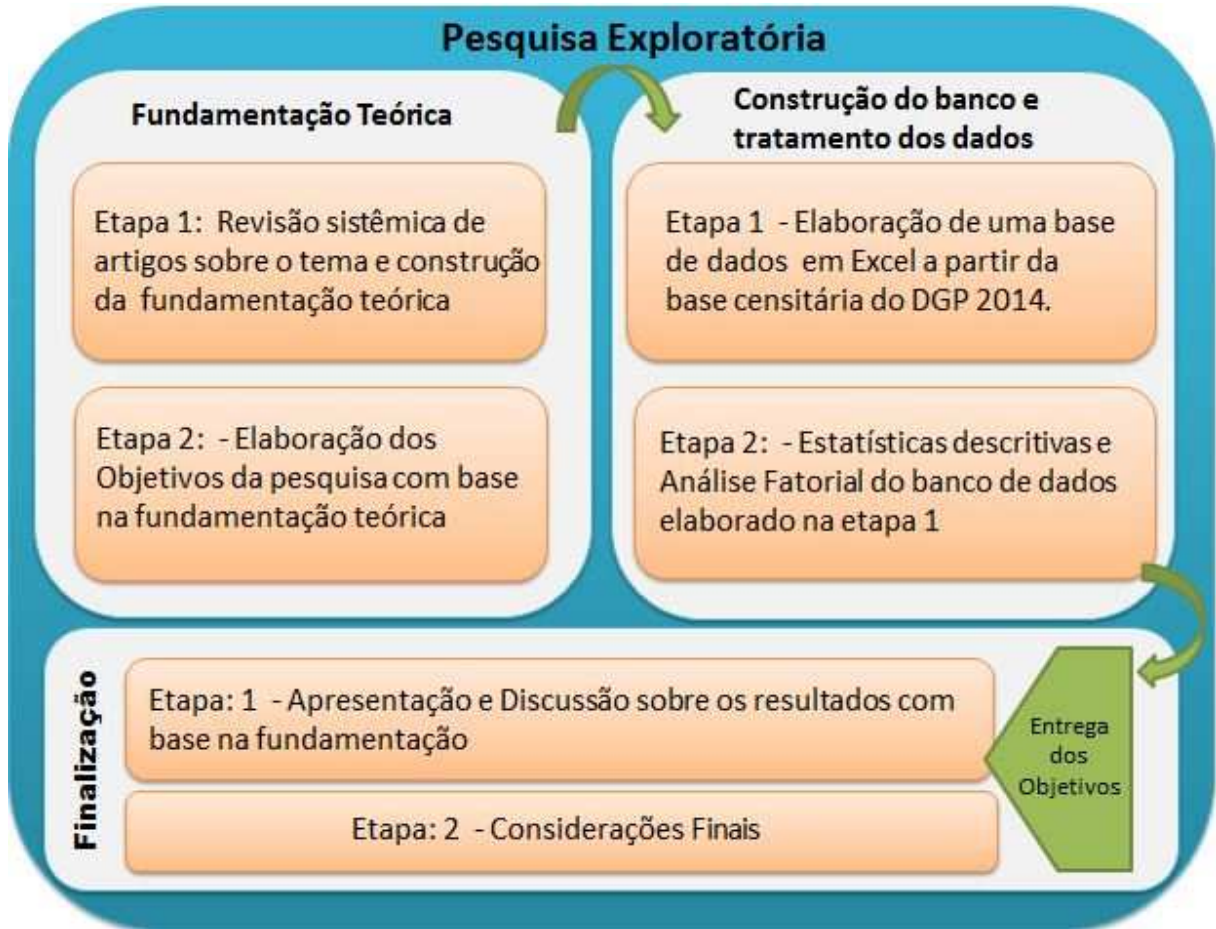 Pesquisa Exploratória
Fundamentação Teórica
Etapa 1: Revisão sistêmica de
artigos sobre o tema e construção
da fundamentação teórica
Etapa 2: - Elaboração dos
Objetivos da pesquisa com base
na fundamentação teórica
Construção do banco e
tratamento dos dados
Etapa 1 - Elaboração de uma base
de dados em Excel a partir da
base censitária do DGP 2014.
Etapa 2: - Estatísticas descritivas e
Análise Fatorial do banco de dados
elaborado na etapa 1
Finalização
Etapa: 1 - Apresentação e Discussão sobre os resultados com
base na fundamentação
Etapa: 2 - Considerações Finais
Entrega
dos
Objetivos